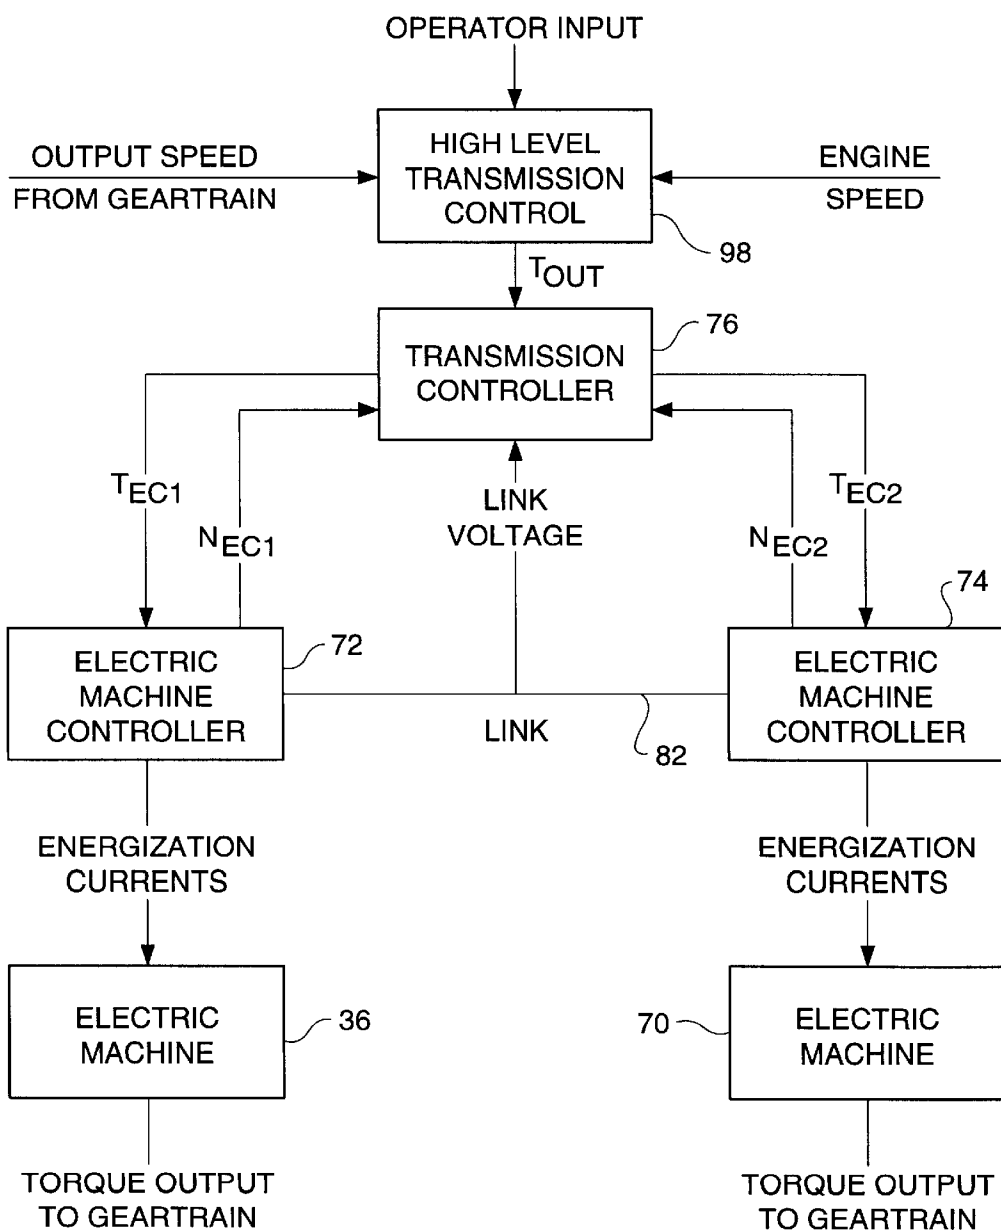 OPERATOR INPUT
OUTPUT SPEED
FROM GEARTRAIN
HIGH LEVEL
TRANSMISSION
CONTROL
ENGINE
SPEED
98
TOUT
76
TRANSMISSION
CONTROLLER
TEC1
NEC1
LINK
VOLTAGE
NEC2
TEC2
74
72
ELECTRIC
MACHINE
CONTROLLER
LINK
82
ELECTRIC
MACHINE
CONTROLLER
ENERGIZATION
CURRENTS
ENERGIZATION
CURRENTS
ELECTRIC
MACHINE
36
70
ELECTRIC
MACHINE
TORQUE OUTPUT
TO GEARTRAIN
TORQUE OUTPUT
TO GEARTRAIN